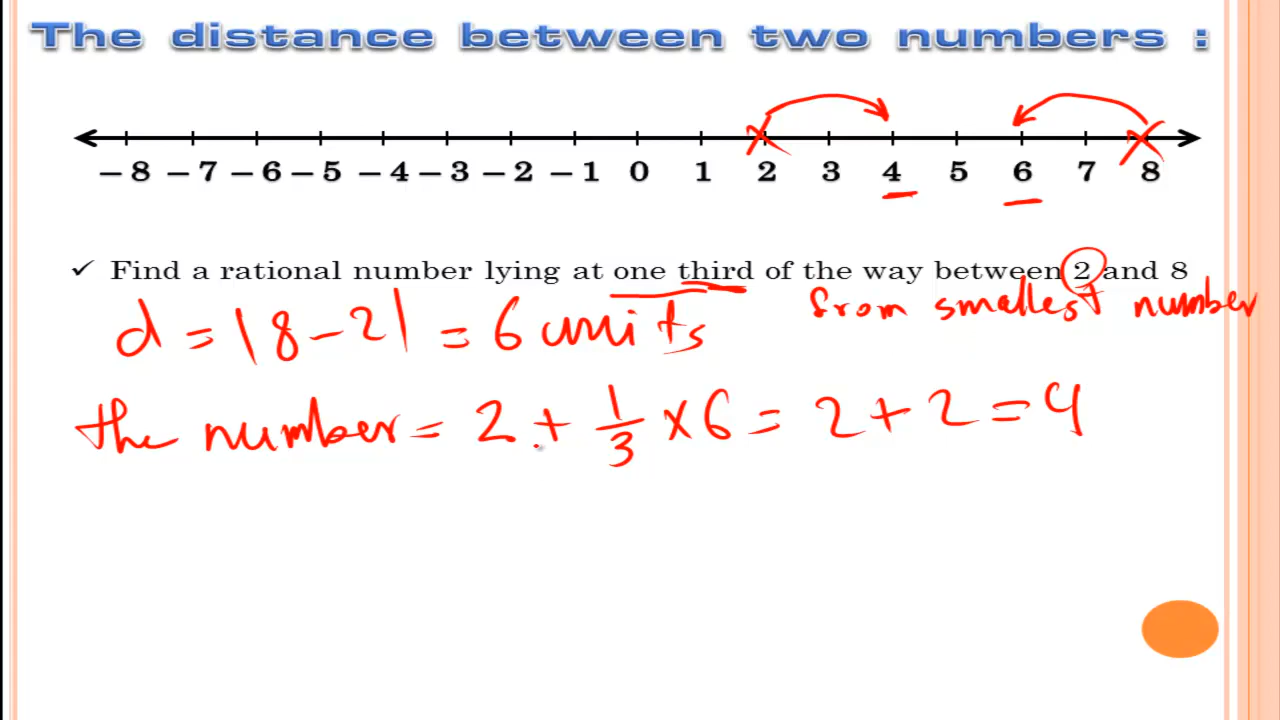 The distance between two numbers :
– 8 – 7 – 6 – 5 – 4 – 3 – 2 – 1 0 1 2 3 4 5 6 7 8
✓ Find a rational number lying at one third of the way between 2 and 8
from smallest number
d = |8 – 2| = 6 units
the number = 2 + 1/3 × 6 = 2 + 2 = 4